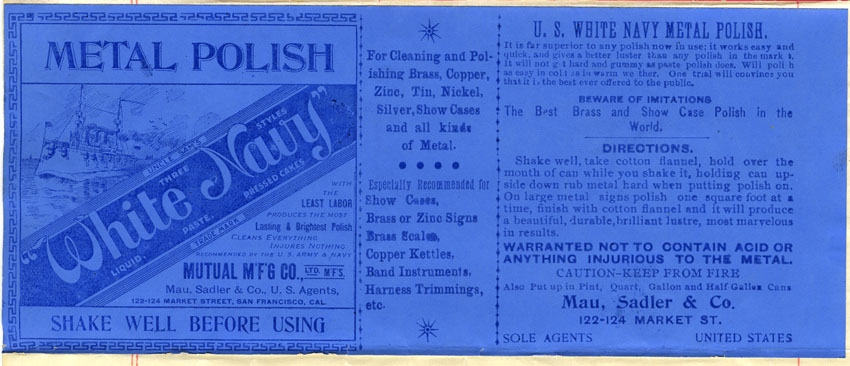 METAL POLISH
UNCLE SAM'S
THREE
STYLES
"White Navy"
LIQUID.
PASTE.
PRESSED CAKES
TRADE MARK
WITH
THE
LEAST LABOR
PRODUCES THE MOST
Lasting & Brightest Polish
CLEANS EVERYTHING
INJURES NOTHING
RECOMMENDED BY THE U.S. ARMY & NAVY
MUTUAL M'F'G CO., LTD. MFS.
Mau, Sadler & Co., U. S. Agents,
122-124 MARKET STREET, SAN FRANCISCO, CAL.
SHAKE WELL BEFORE USING
For Cleaning and Pol-
ishing Brass, Copper,
Zinc, Tin, Nickel,
Silver, Show Cases
and all kinds
of Metal.
Especially Recommended for
Show Cases,
Brass or Zinc Signs
Brass Scales,
Copper Kettles,
Band Instruments,
Harness Trimmings,
etc.
U. S. WHITE NAVY METAL POLISH.
It is far superior to any polish now in use; it works easy and
quick, and gives a better luster than any polish in the
It will not get hard and gummy as paste polish does. Will
as easy in cold as in warm weather. One trial will convince you
that it is the best ever offered to the public.
BEWARE OF IMITATIONS
The Best Brass and Show Case Polish in the
World.
DIRECTIONS.
Shake well, take cotton flannel, hold over the
mouth of can while you shake it, holding can up-
side down rub metal hard when putting polish on.
On large metal signs polish one square foot at a
time, finish with cotton flannel and it will produce
a beautiful, durable, brilliant lustre, most marvelous
in results.
WARRANTED NOT TO CONTAIN ACID OR
ANYTHING INJURIOUS TO THE METAL.
CAUTION-KEEP FROM FIRE
Also Put up in Pint, Quart, Gallon and Half Gallon Cans
Mau, Sadler & Co.
122-124 MARKET ST.
SOLE AGENTS UNITED STATES